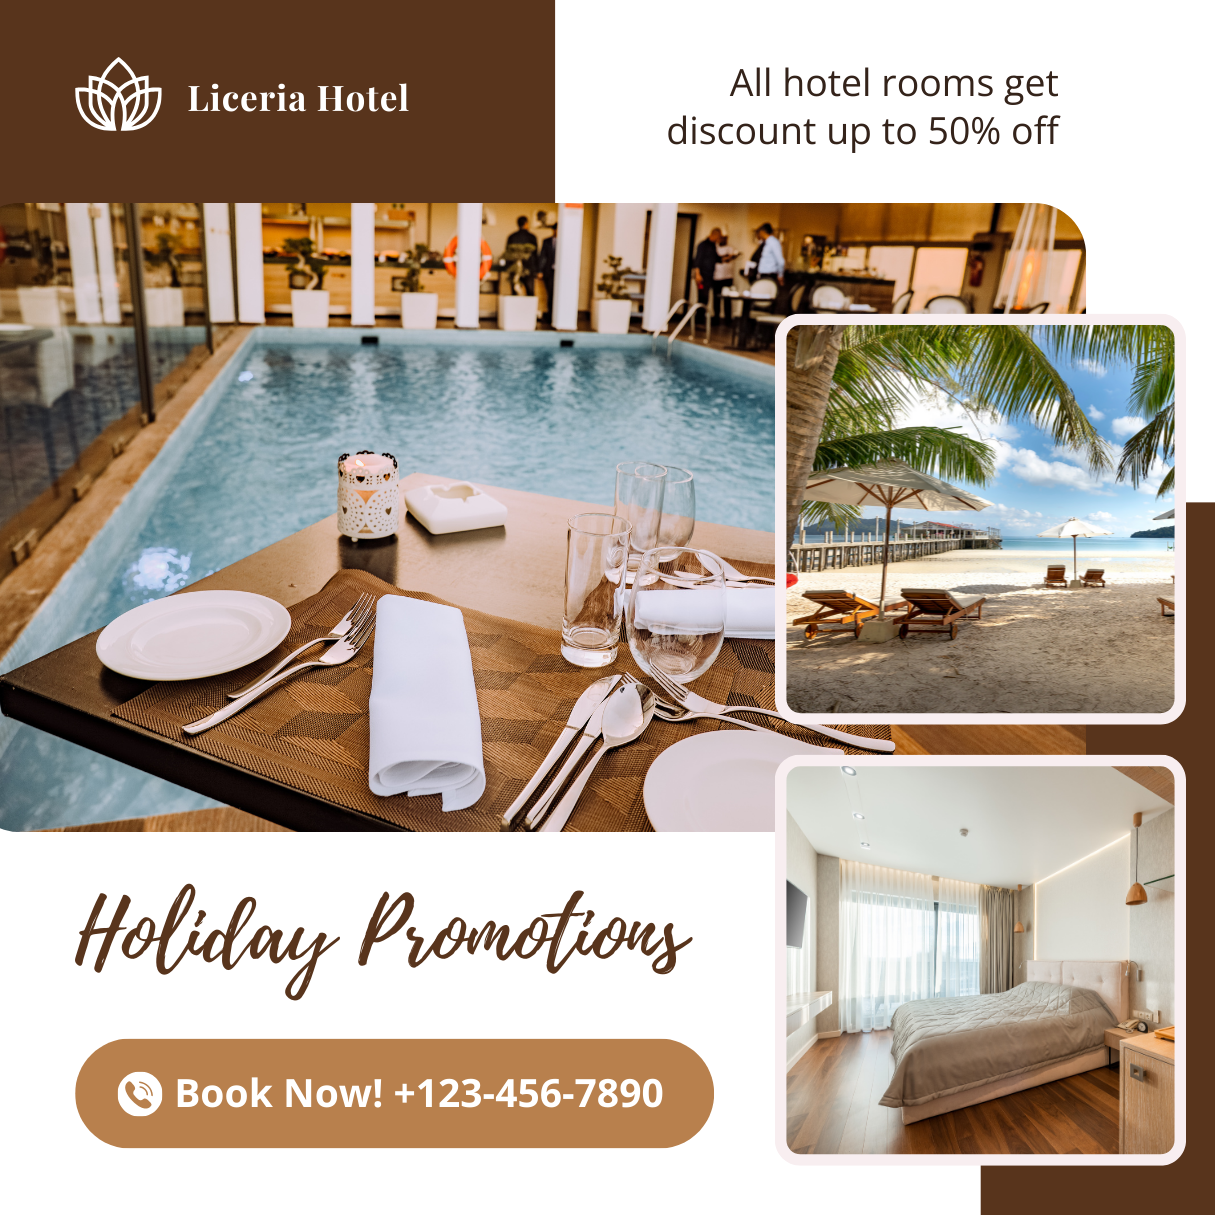 Liceria Hotel
All hotel rooms get
discount up to 50% off
Holiday Promotions
Book Now! +123-456-7890